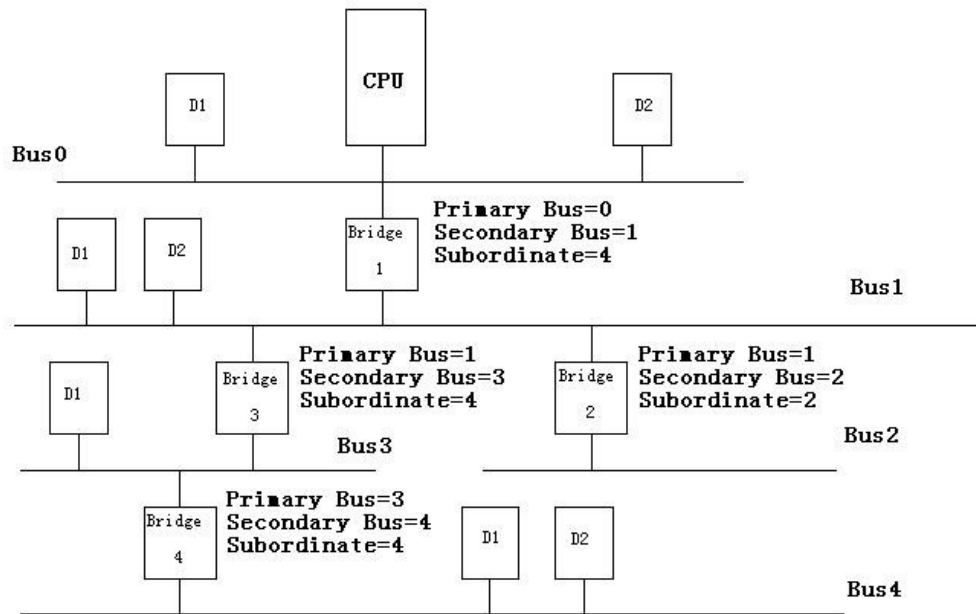 CPU
D1
D2
Bus0
Primary Bus=0
Secondary Bus=1
Subordinate=4
Bridge
1
D1
D2
Bus1
Primary Bus=1
Secondary Bus=3
Subordinate=4
Bridge
3
Primary Bus=1
Secondary Bus=2
Subordinate=2
Bridge
2
D1
Bus3
Bus2
Primary Bus=3
Secondary Bus=4
Subordinate=4
Bridge
4
D1
D2
Bus4